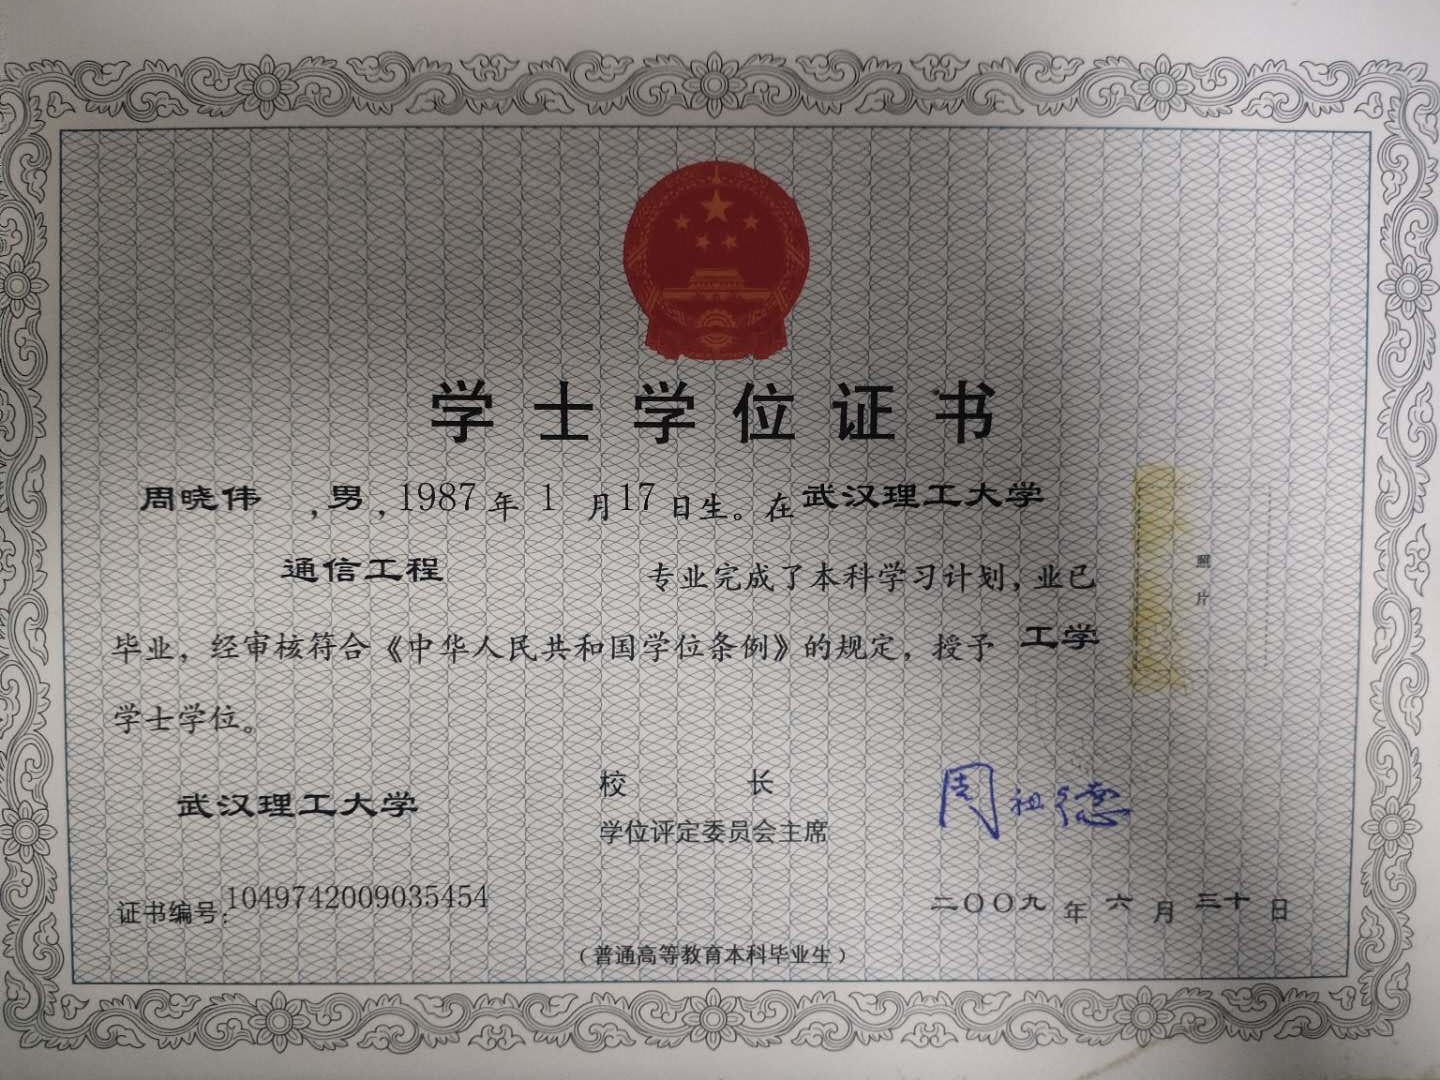 学士学位证书
周晓伟 ,男, 1987年 1 月17日生。在武汉理工大学
通信工程 专业完成了本科学习计划,业已
毕业,经审核符合《中华人民共和国学位条例》的规定,授予 工学
学士学位。
照
片
武汉理工大学
校 长
学位评定委员会主席
周祖德
证书编号:1049742009035454
二〇〇九 年 六 月 三十 日
(普通高等教育本科毕业生)